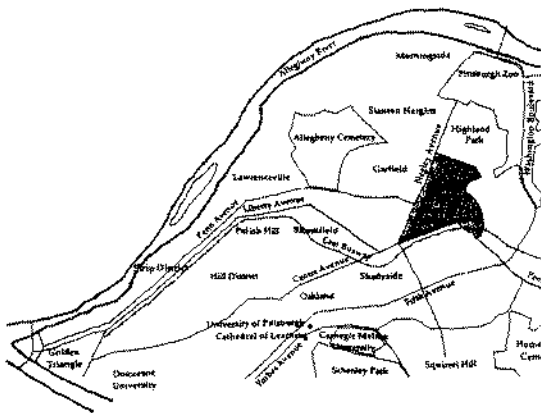 Allegheny River
Morningside
Pittsburgh Zoo
Washington Boulevard
Stanton Heights
Negley Avenue
Highland
Park
Allegheny Cemetery
Garfield
Lawrenceville
Penn Avenue
Liberty Avenue
Polish Hill
Bloomfield
East Busway
Strip District
Hill District
Centre Avenue
Shadyside
Oakland
Fifth Avenue
University of Pittsburgh
Cathedral of Learning
Carnegie Mellon
University
Forbes Avenue
Golden
Triangle
Duquesne
University
Schenley Park
Squirrel Hill